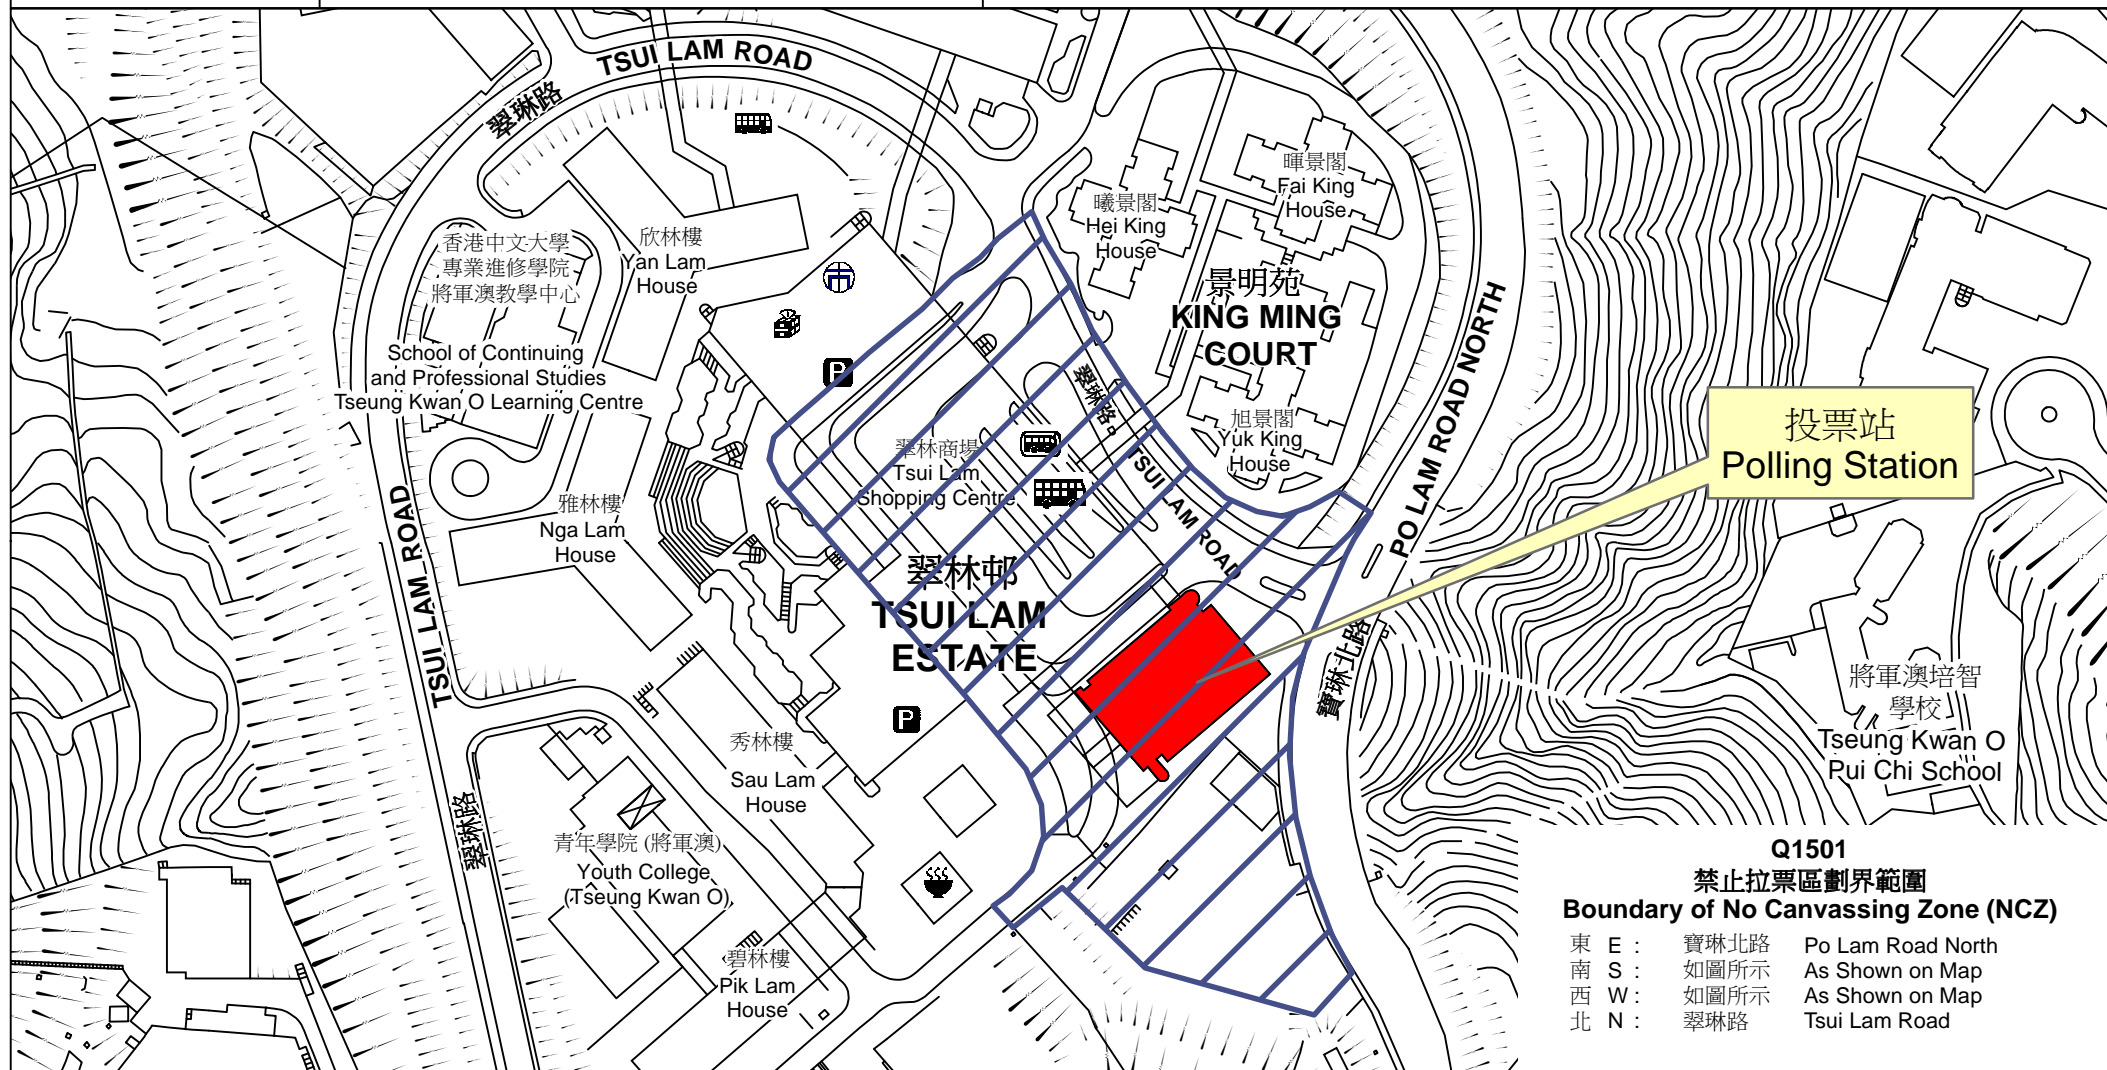 TSUI LAM ROAD
翠琳路
暉景閣
Fai King
House
曦景閣
Hei King
House
香港中文大學
專業進修學院
將軍澳教學中心
School of Continuing
and Professional Studies
Tseung Kwan O Learning Centre
欣林樓
Yan Lam
House
景明苑
KING MING
COURT
P
翠琳路
旭景閣
Yuk King
House
PO LAM ROAD NORTH
投票站
Polling Station
翠林商場
Tsui Lam
Shopping Centre
TSUI LAM ROAD
雅林樓
Nga Lam
House
TSUI LAM ROAD
翠林邨
TSUI LAM
ESTATE
寶琳北路
將軍澳培智
學校
Tseung Kwan O
Pui Chi School
P
秀林樓
Sau Lam
House
翠琳路
青年學院 (將軍澳)
Youth College
(Tseung Kwan O)
碧林樓
Pik Lam
House
Q1501
禁止拉票區劃界範圍
Boundary of No Canvassing Zone (NCZ)
東 E : 寶琳北路 Po Lam Road North
南 S : 如圖所示 As Shown on Map
西 W : 如圖所示 As Shown on Map
北 N : 翠琳路 Tsui Lam Road